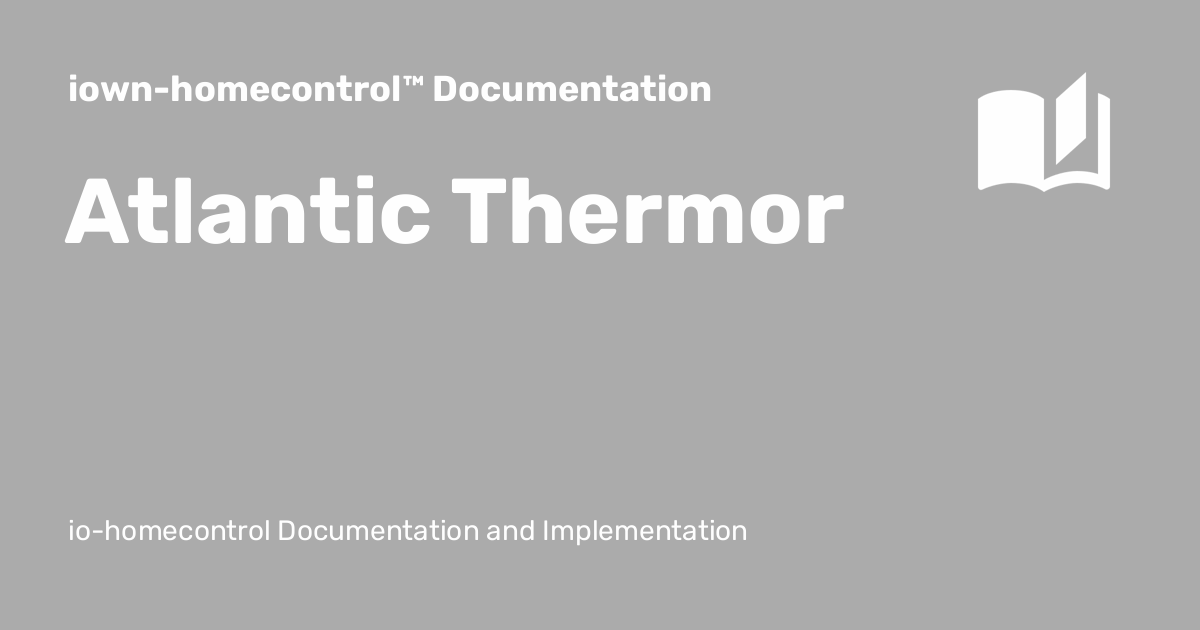 iown-homecontrol™ Documentation
Atlantic Thermor
io-homecontrol Documentation and Implementation